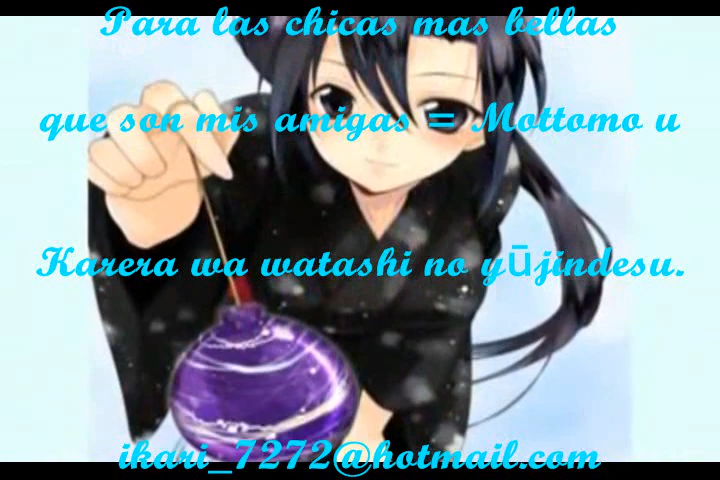 Para las chicas mas bellas
que son mis amigas = Mottomo u
Karera wa watashi no yūjindesu.
ikari_7272@hotmail.com